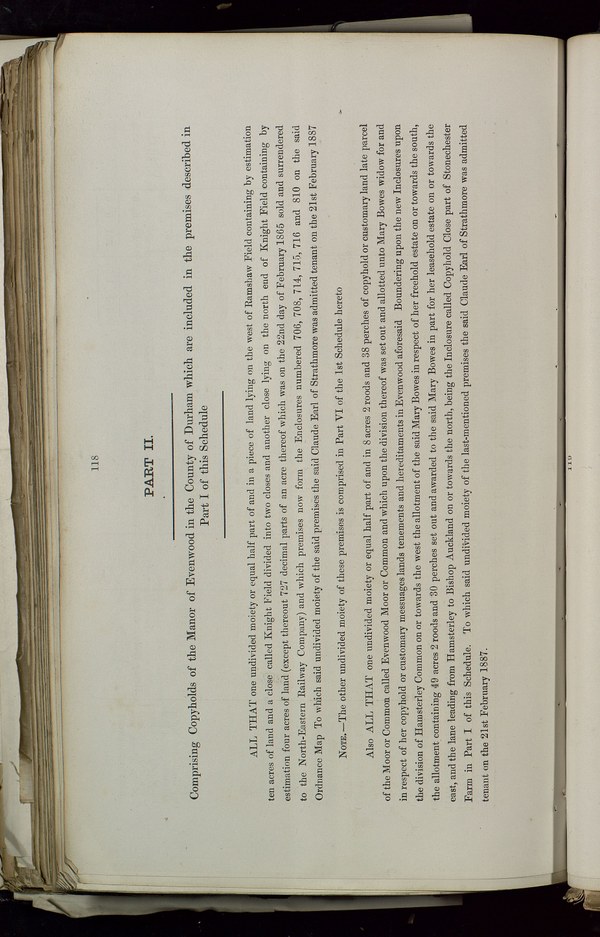 118
PART II.
Comprising Copyholds of the Manor of Evenwood in the County of Durham which are included in the premises described in
Part I of this Schedule
ALL THAT one undivided moiety or equal half part of and in a piece of land lying on the west of Ramshaw Field containing by estimation
ten acres of land and a close called Knight Field divided into two closes and another close lying on the north end of Knight Field containing by
estimation four acres of land (except thereout 727 decimal parts of an acre thereof which was on the 22nd day of February 1865 sold and surrendered
to the North-Eastern Railway Company) and which premises now form the Enclosures numbered 706, 708, 714, 715, 716 and 810 on the said
Ordnance Map To which said undivided moiety of the said premises the said Claude Earl of Strathmore was admitted tenant on the 21st February 1887
NOTE.—The other undivided moiety of these premises is comprised in Part VI of the 1st Schedule hereto
Also ALL THAT one undivided moiety or equal half part of and in 8 acres 2 roods and 38 perches of copyhold or customary land late parcel
of the Moor or Common called Evenwood Moor or Common and which upon the division thereof was set out and allotted unto Mary Bowes widow for and
in respect of her copyhold or customary messuages lands tenements and hereditaments in Evenwood aforesaid Boundering upon the new Inclosures upon
the division of Hamsterley Common on or towards the west the allotment of the said Mary Bowes in respect of her freehold estate on or towards the south,
the allotment containing 49 acres 2 roods and 30 perches set out and awarded to the said Mary Bowes in part for her leasehold estate on or towards the
east, and the lane leading from Hamsterley to Bishop Auckland on or towards the north, being the Inclosure called Copyhold Close part of Stonechester
Farm in Part I of this Schedule. To which said undivided moiety of the last-mentioned premises the said Claude Earl of Strathmore was admitted
tenant on the 21st February 1887.